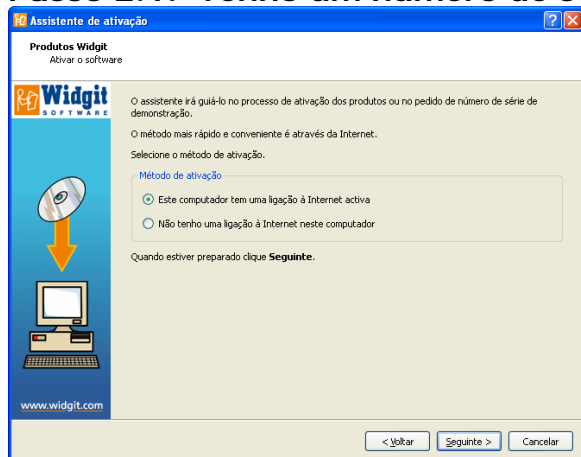 Assistente de ativação
Produtos Widgit
Ativar o software
Widgit
SOFTWARE
O assistente irá guiá-lo no processo de ativação dos produtos ou no pedido de número de série de
demonstração.
O método mais rápido e conveniente é através da Internet.
Selecione o método de ativação.
Método de ativação
Este computador tem uma ligação à Internet activa
Não tenho uma ligação à Internet neste computador
Quando estiver preparado clique Seguinte.
www.widgit.com
< Voltar
Seguinte >
Cancelar